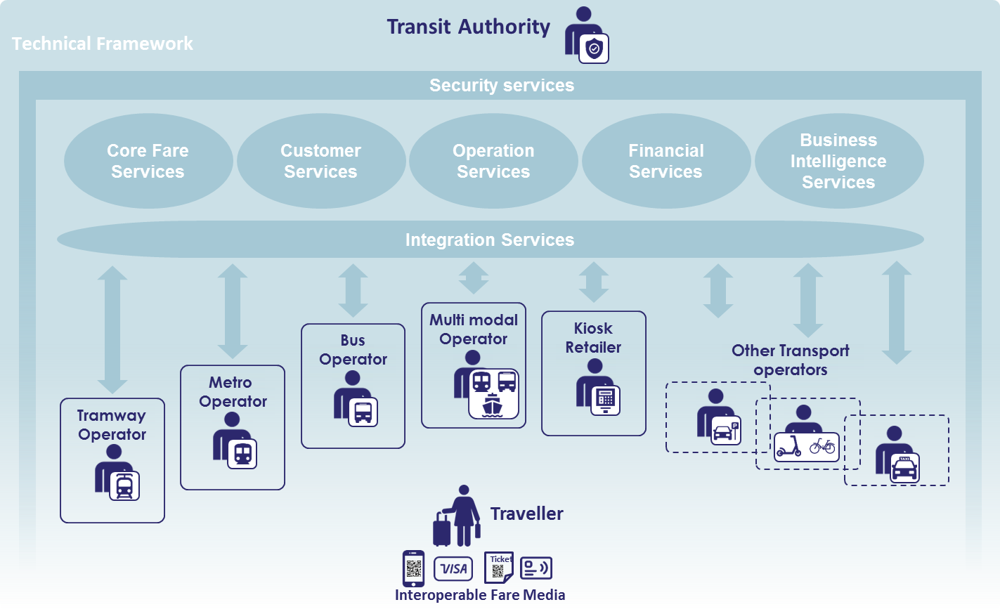 Transit Authority
Technical Framework
Security services
Core Fare
Services
Customer
Services
Operation
Services
Financial
Services
Business
Intelligence
Services
Integration Services
Tramway
Operator
Metro
Operator
Bus
Operator
Multi modal
Operator
Kiosk
Retailer
Other Transport
operators
P
TAXI
Traveller
VISA
Ticket
Interoperable Fare Media